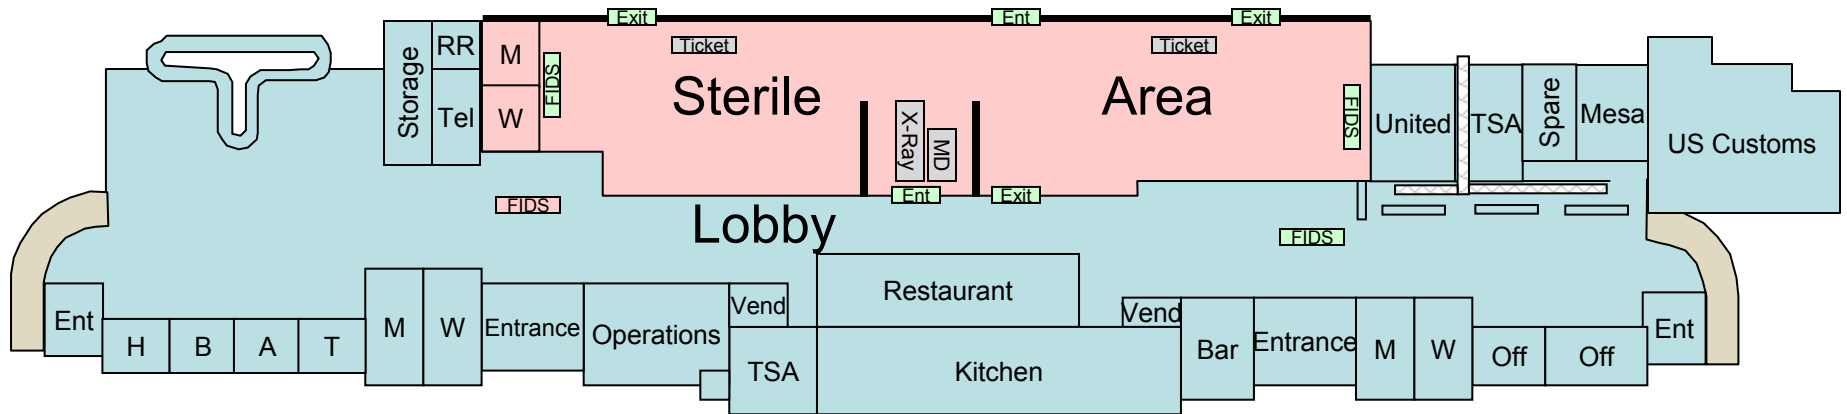 Exit
Ent
Exit
Storage
RR
M
Ticket
Ticket
FIDS
Sterile
Area
FIDS
Tel
W
X-Ray
MD
United
TSA
Spare
Mesa
US Customs
Ent
Exit
FIDS
Lobby
FIDS
Ent
H
B
A
T
M
W
Entrance
Operations
Vend
TSA
Restaurant
Kitchen
Vend
Bar
Entrance
M
W
Off
Off
Ent